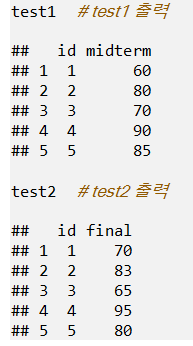 test1 # test1 출력
## id midterm
## 1 1 60
## 2 2 80
## 3 3 70
## 4 4 90
## 5 5 85
test2 # test2 출력
## id final
## 1 1 70
## 2 2 83
## 3 3 65
## 4 4 95
## 5 5 80